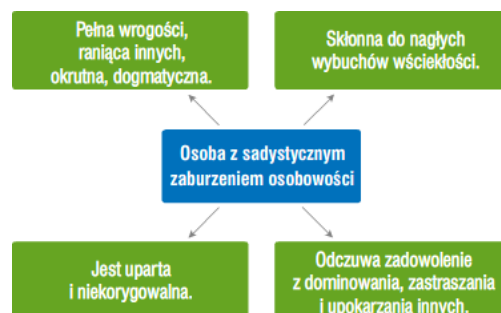 Pełna wrogości,
raniąca innych,
okrutna, dogmatyczna.
Skłonna do nagłych
wybuchów wściekłości.
Osoba z sadystycznym
zaburzeniem osobowości
Jest uparta
i niekorygowalna.
Odczuwa zadowolenie
z dominowania, zastraszania
i upokarzania innych.